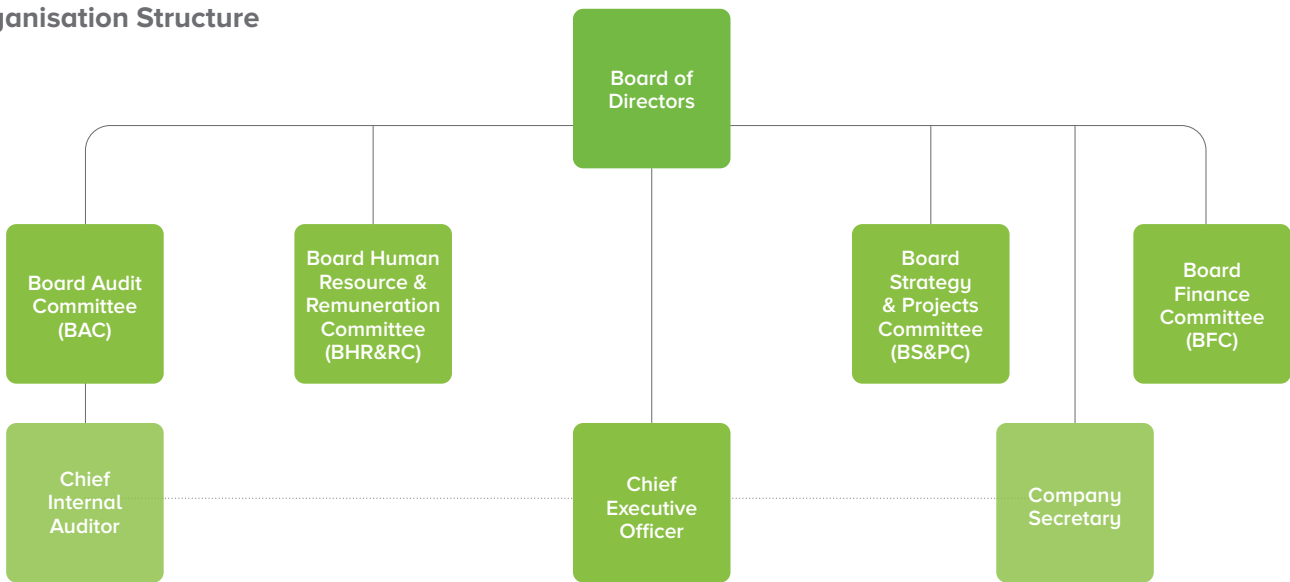 ganisation Structure
Board of
Directors
Board Audit
Committee
(BAC)
Board Human
Resource &
Remuneration
Committee
(BHR&RC)
Board
Strategy
& Projects
Committee
(BS&PC)
Board
Finance
Committee
(BFC)
Chief
Internal
Auditor
Chief
Executive
Officer
Company
Secretary